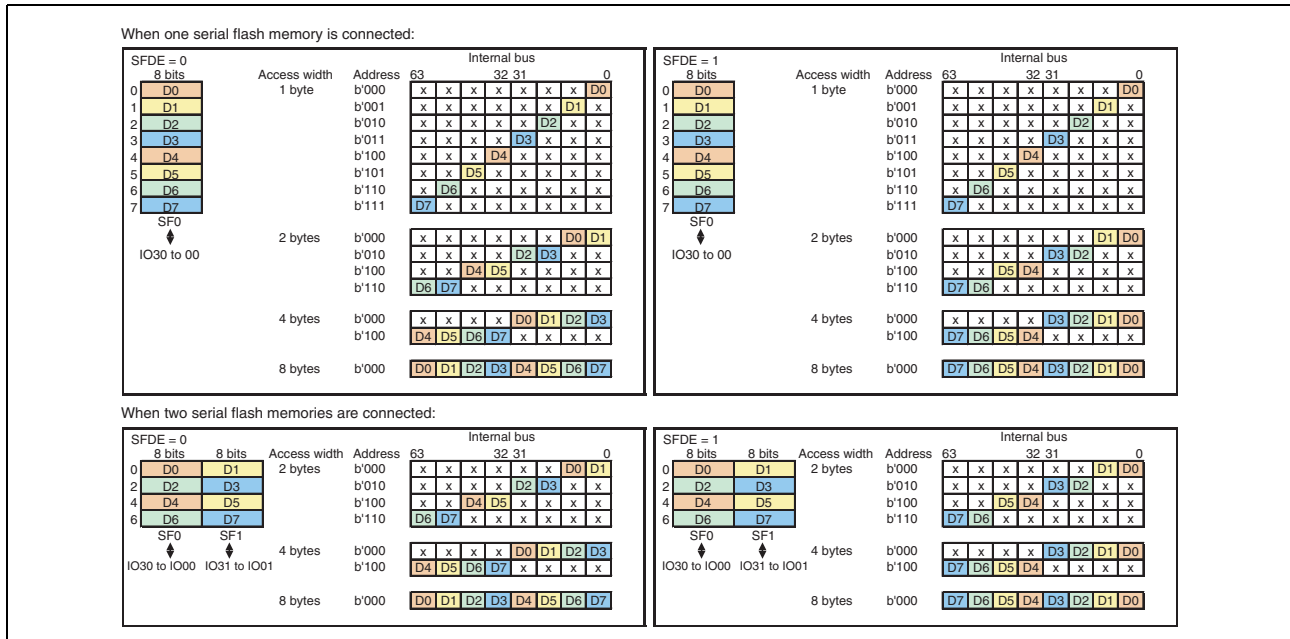 When one serial flash memory is connected:
SFDE = 0
Internal bus
8 bits Access width Address 63 32 31 0
0 D0 1 byte b'000 x x x x x x x D0
1 D1 b'001 x x x x x x D1 x
2 D2 b'010 x x x x x D2 x x
3 D3 b'011 x x x x D3 x x x
4 D4 b'100 x x x D4 x x x x
5 D5 b'101 x x D5 x x x x x
6 D6 b'110 x D6 x x x x x x
7 D7 b'111 D7 x x x x x x x
SF0
2 bytes b'000 x x x x x x D0 D1
IO30 to 00 b'010 x x x x D2 D3 x x
b'100 x x D4 D5 x x x x
b'110 D6 D7 x x x x x x
4 bytes b'000 x x x x D0 D1 D2 D3
b'100 D4 D5 D6 D7 x x x x
8 bytes b'000 D0 D1 D2 D3 D4 D5 D6 D7
SFDE = 1
Internal bus
8 bits Access width Address 63 32 31 0
0 D0 1 byte b'000 x x x x x x x D0
1 D1 b'001 x x x x x x D1 x
2 D2 b'010 x x x x x D2 x x
3 D3 b'011 x x x x D3 x x x
4 D4 b'100 x x x D4 x x x x
5 D5 b'101 x x D5 x x x x x
6 D6 b'110 x D6 x x x x x x
7 D7 b'111 D7 x x x x x x x
SF0
2 bytes b'000 x x x x x x D1 D0
IO30 to 00 b'010 x x x x D3 D2 x x
b'100 x x D5 D4 x x x x
b'110 D7 D6 x x x x x x
4 bytes b'000 x x x x D3 D2 D1 D0
b'100 D7 D6 D5 D4 x x x x
8 bytes b'000 D7 D6 D5 D4 D3 D2 D1 D0
When two serial flash memories are connected:
SFDE = 0
Internal bus
8 bits 8 bits Access width Address 63 32 31 0
0 D0 D1 2 bytes b'000 x x x x x x D0 D1
2 D2 D3 b'010 x x x x D2 D3 x x
4 D4 D5 b'100 x x D4 D5 x x x x
6 D6 D7 b'110 D6 D7 x x x x x x
SF0 SF1
4 bytes b'000 x x x x D0 D1 D2 D3
IO30 to IO00 IO31 to IO01 b'100 D4 D5 D6 D7 x x x x
8 bytes b'000 D0 D1 D2 D3 D4 D5 D6 D7
SFDE = 1
Internal bus
8 bits 8 bits Access width Address 63 32 31 0
0 D0 D1 2 bytes b'000 x x x x x x D1 D0
2 D2 D3 b'010 x x x x D3 D2 x x
4 D4 D5 b'100 x x D5 D4 x x x x
6 D6 D7 b'110 D7 D6 x x x x x x
SF0 SF1
4 bytes b'000 x x x x D3 D2 D1 D0
IO30 to IO00 IO31 to IO01 b'100 D7 D6 D5 D4 x x x x
8 bytes b'000 D7 D6 D5 D4 D3 D2 D1 D0